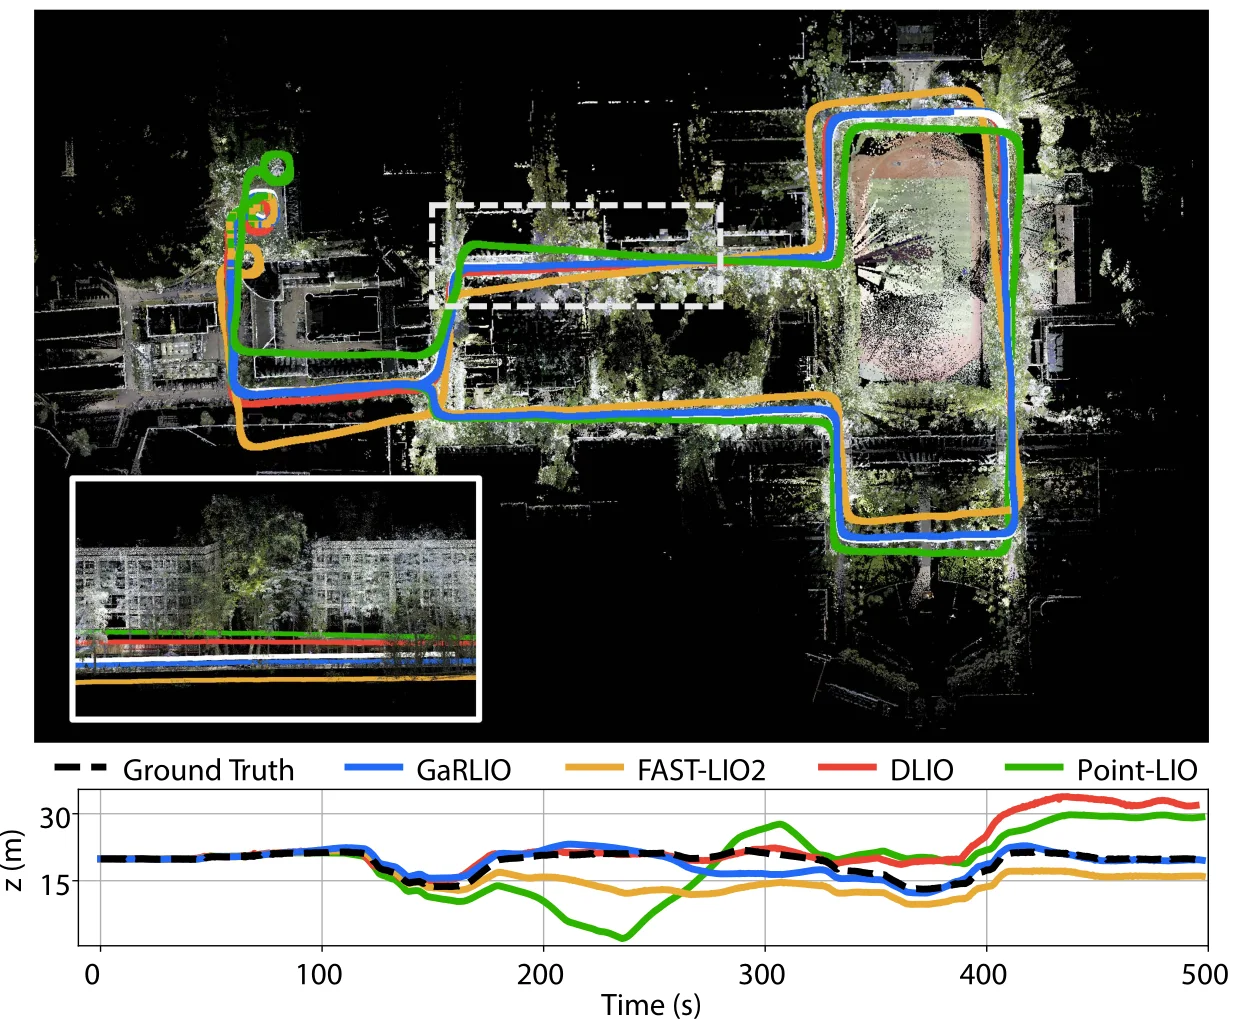 Ground Truth GaRLIO FAST-LIO2 DLIO Point-LIO
30
15
z (m)
0 100 200 300 400 500
Time (s)